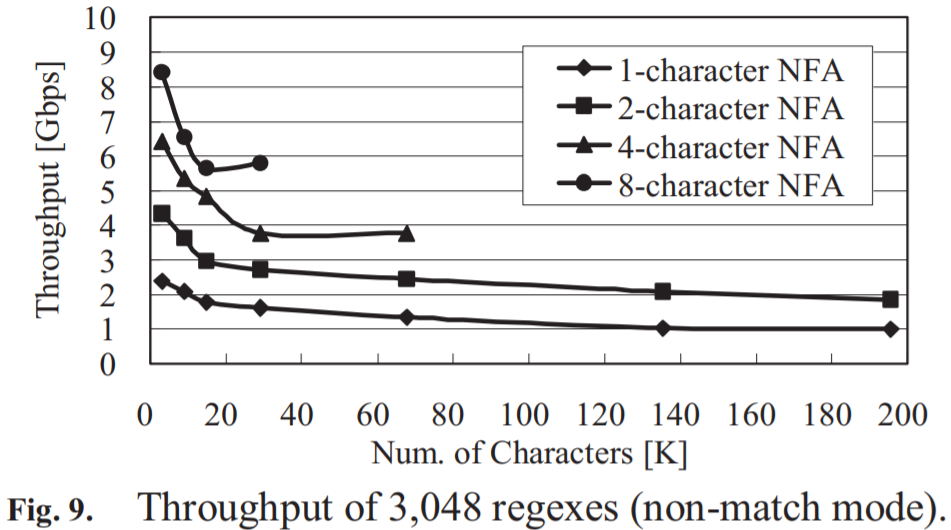 10
9
8
7
6
5
4
3
2
1
0
Throughput [Gbps]
1-character NFA
2-character NFA
4-character NFA
8-character NFA
0 20 40 60 80 100 120 140 160 180 200
Num. of Characters [K]
Fig. 9. Throughput of 3,048 regexes (non-match mode).